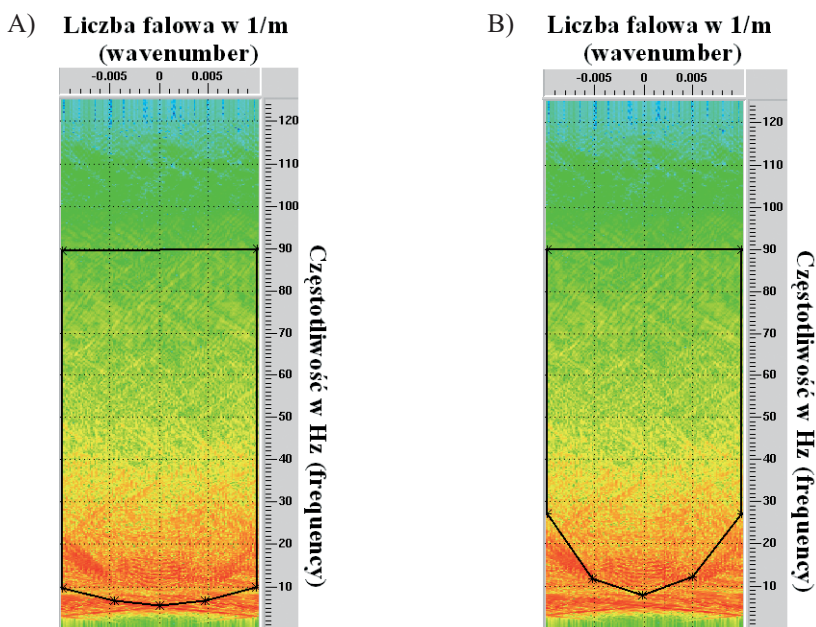 A)
Liczba falowa w 1/m
(wavenumber)
-0.005 0 0.005
120
110
100
90
80
70
60
50
40
30
20
10
Częstotliwość w Hz (frequency)
B)
Liczba falowa w 1/m
(wavenumber)
-0.005 0 0.005
120
110
100
90
80
70
60
50
40
30
20
10
Częstotliwość w Hz (frequency)